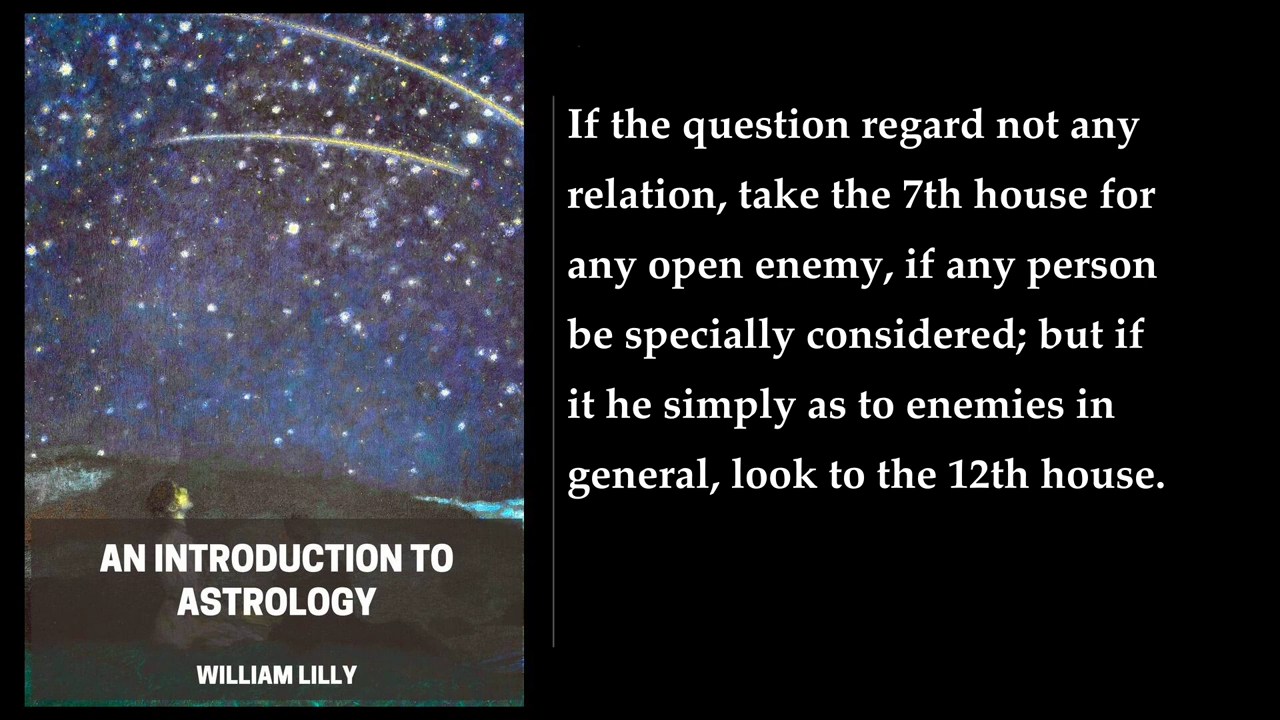 If the question regard not any
relation, take the 7th house for
any open enemy, if any person
be specially considered; but if
it he simply as to enemies in
general, look to the 12th house.
AN INTRODUCTION TO
ASTROLOGY
WILLIAM LILLY